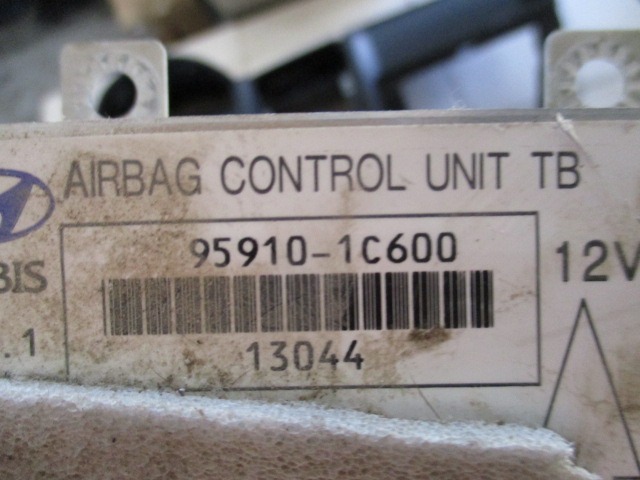 AIRBAG CONTROL UNIT TB
95910-1C600
BIS
12V
.1
13044